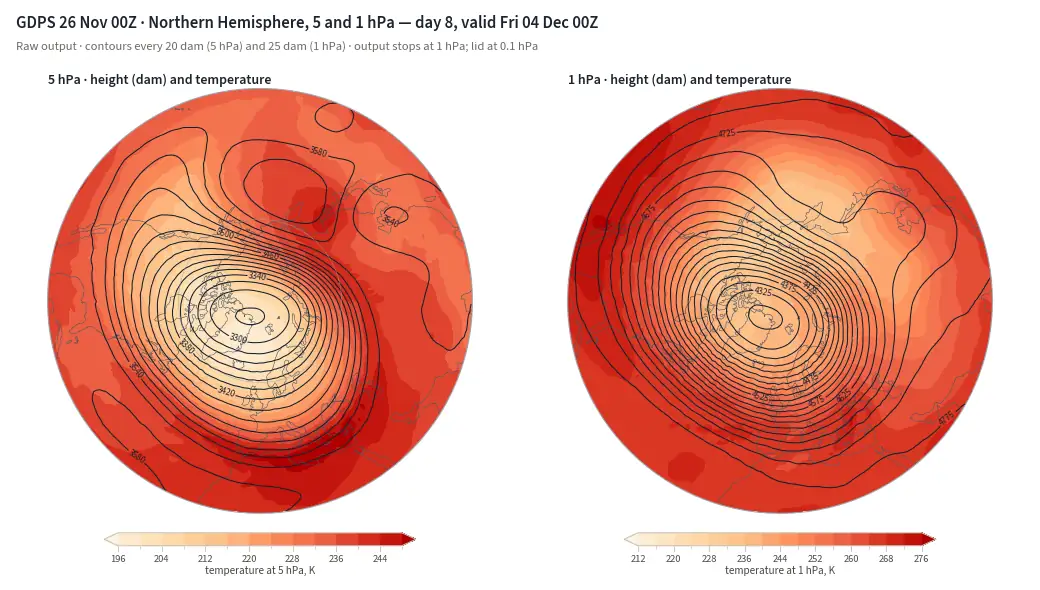 GDPS 26 Nov 00Z · Northern Hemisphere, 5 and 1 hPa — day 8, valid Fri 04 Dec 00Z
Raw output · contours every 20 dam (5 hPa) and 25 dam (1 hPa) · output stops at 1 hPa; lid at 0.1 hPa
5 hPa · height (dam) and temperature
1 hPa · height (dam) and temperature
4725
3580
3540
4675
3500
3340
4325
4375
3300
3380
3420
4475
4625
4575
4625
4725
3580
196 204 212 220 228 236 244
temperature at 5 hPa, K
212 220 228 236 244 252 260 268 276
temperature at 1 hPa, K